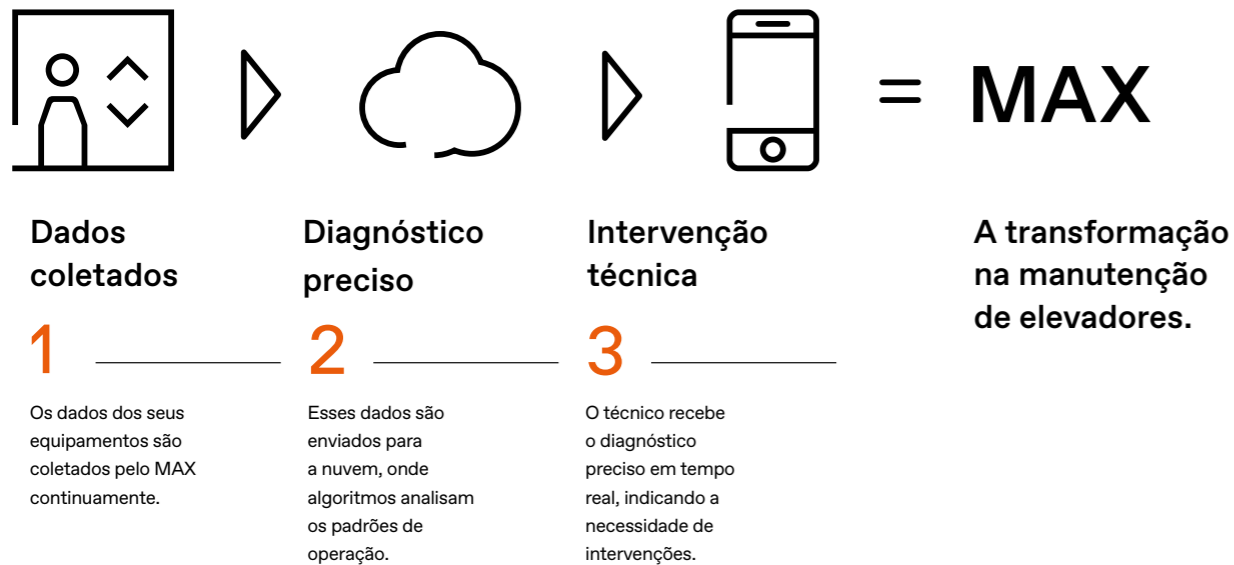 = MAX
Dados
coletados
1
Os dados dos seus
equipamentos são
coletados pelo MAX
continuamente.
Diagnóstico
preciso
2
Esses dados são
enviados para
a nuvem, onde
algoritmos analisam
os padrões de
operação.
Intervenção
técnica
3
O técnico recebe
o diagnóstico
preciso em tempo
real, indicando a
necessidade de
intervenções.
A transformação
na manutenção
de elevadores.